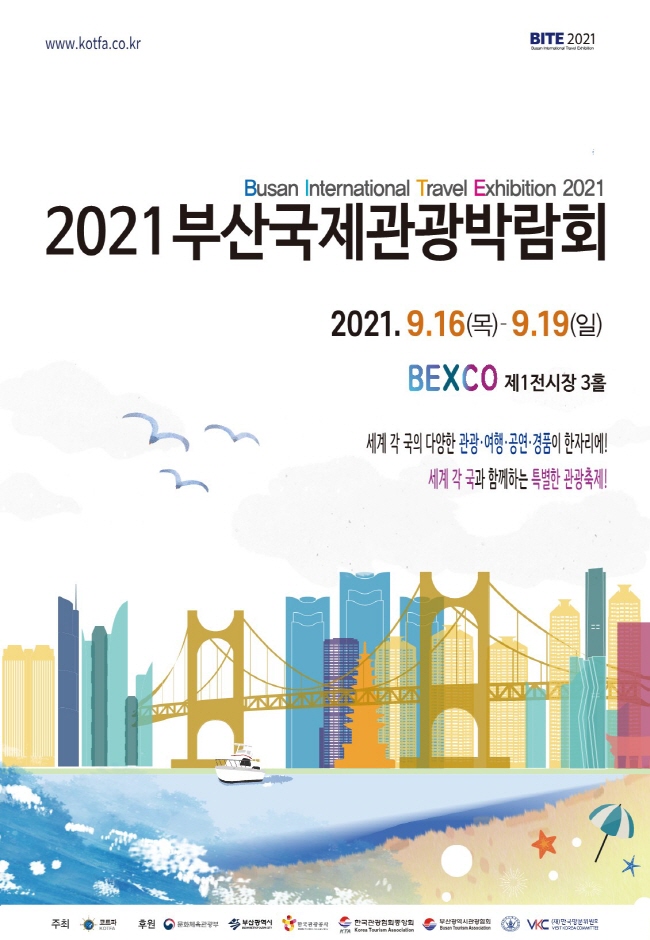 www.kotfa.co.kr
BITE 2021
Busan International Travel Exhibition
Busan International Travel Exhibition 2021
2021 부산국제관광박람회
2021. 9.16(목) - 9.19(일)
BEXCO 제1전시장 3홀
세계 각 국의 다양한 관광·여행·공연·경품이 한자리에!
세계 각 국과 함께하는 특별한 관광축제!
주최 코트파 KOTFA 후원 문화체육관광부 부산광역시 한국관광공사 KTA 한국관광협회중앙회 Korea Tourism Association 부산광역시관광협회 Busan Tourism Association VKC (재)한국방문위원회 VISIT KOREA COMMITTEE